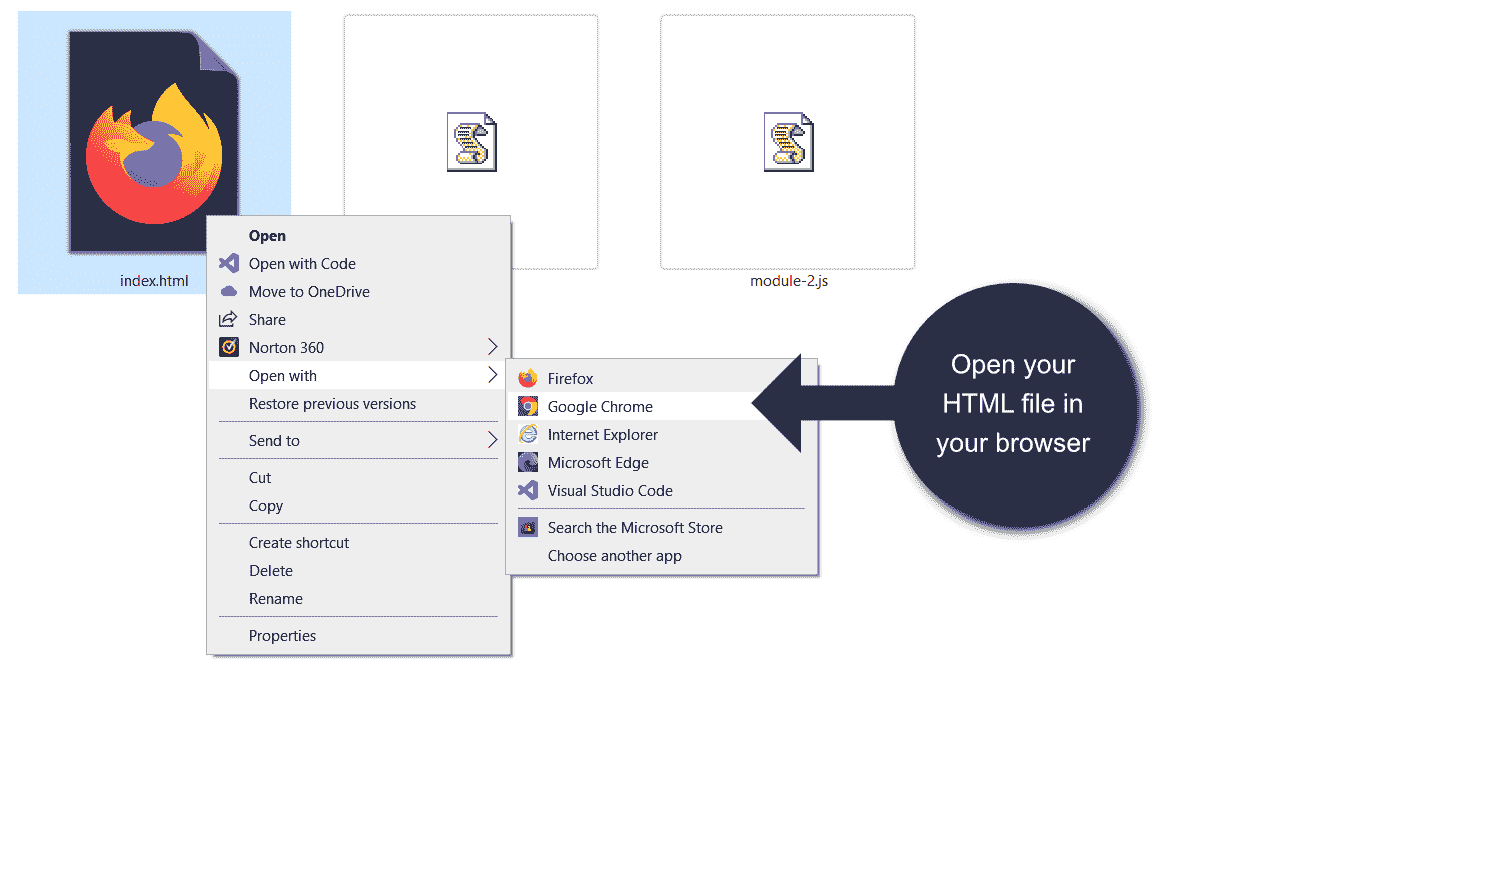 index.html
module-2.js
Open
Open with Code
Move to OneDrive
Share
Norton 360
Open with
Restore previous versions
Send to
Cut
Copy
Create shortcut
Delete
Rename
Properties
Firefox
Google Chrome
Internet Explorer
Microsoft Edge
Visual Studio Code
Search the Microsoft Store
Choose another app
Open your
HTML file in
your browser